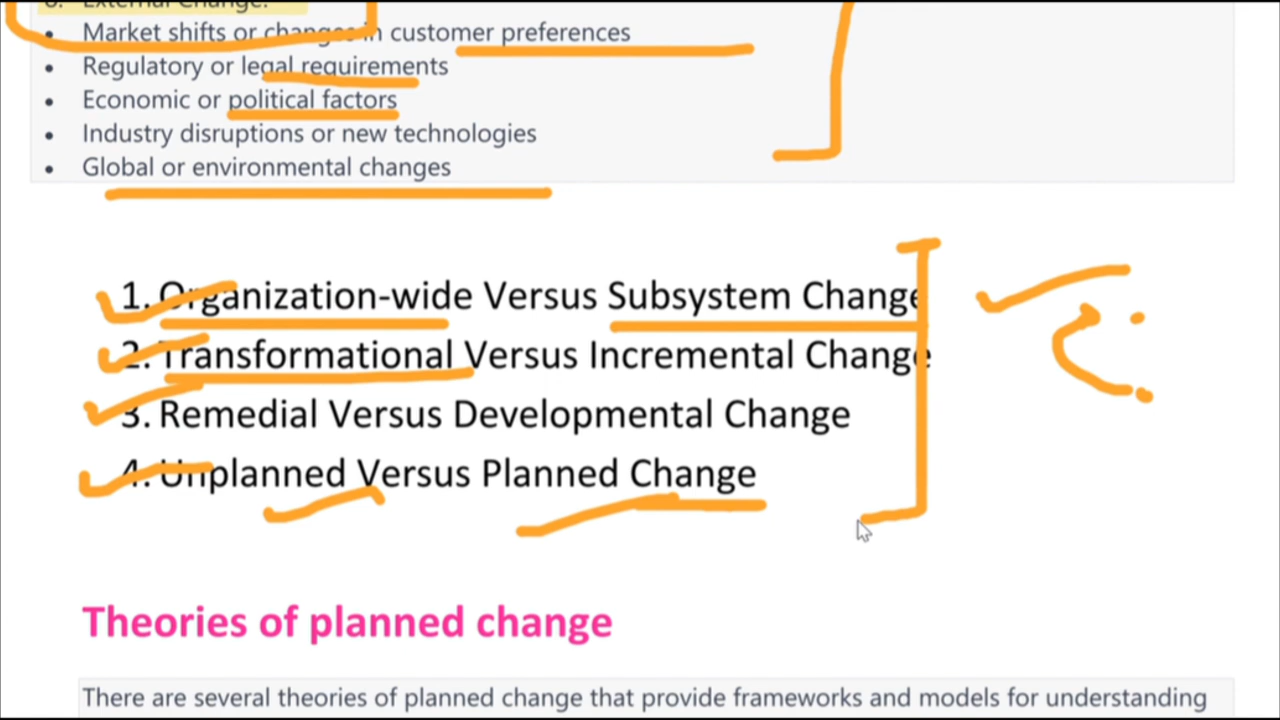 External Change:
• Market shifts or changes in customer preferences
• Regulatory or legal requirements
• Economic or political factors
• Industry disruptions or new technologies
• Global or environmental changes
1. Organization-wide Versus Subsystem Change
2. Transformational Versus Incremental Change
3. Remedial Versus Developmental Change
4. Unplanned Versus Planned Change
Theories of planned change
There are several theories of planned change that provide frameworks and models for understanding